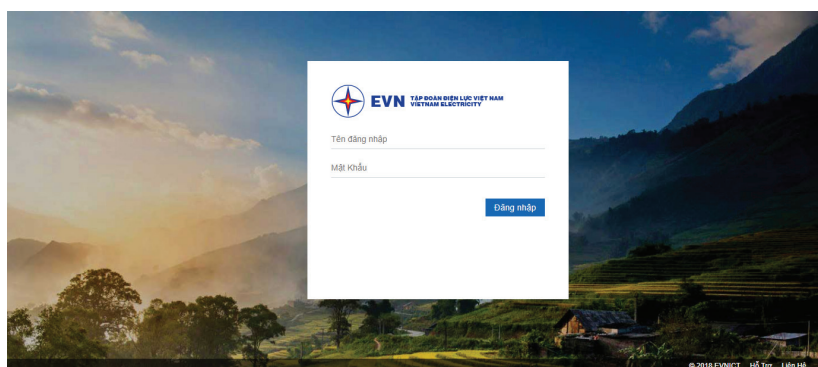 EVN TẬP ĐOÀN ĐIỆN LỰC VIỆT NAM
VIETNAM ELECTRICITY
Tên đăng nhập
Mật Khẩu
Đăng nhập
© 2018 EVNICT Hỗ Trợ Liên Hệ